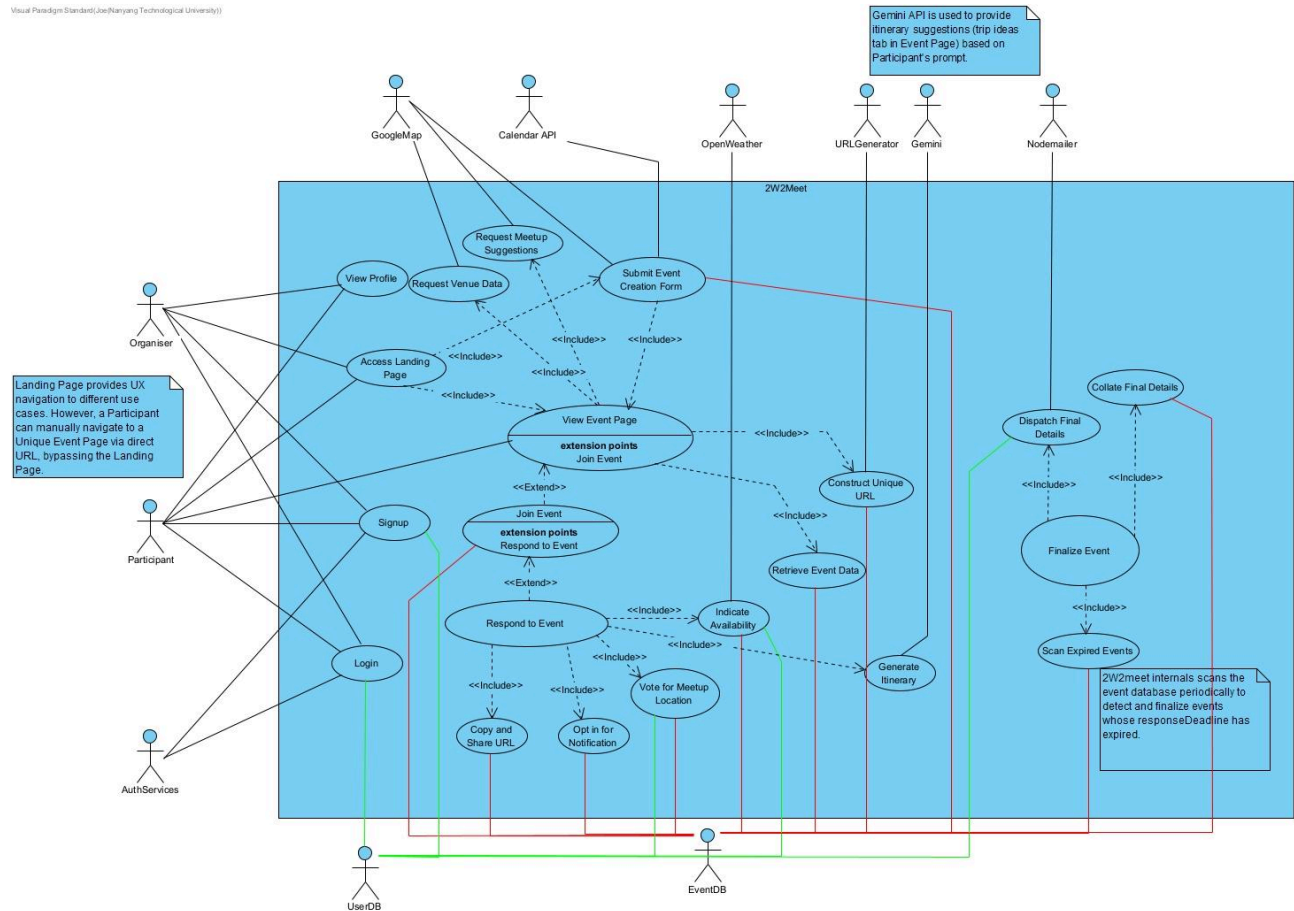 Visual Paradigm Standard(Joe(Nanyang Technological University))
Gemini API is used to provide
itinerary suggestions (trip ideas
tab in Event Page) based on
Participant's prompt.
GoogleMap
Calendar API
OpenWeather
URLGenerator
Gemini
Nodemailer
2W2Meet
Request Meetup
Suggestions
View Profile
Request Venue Data
Submit Event
Creation Form
Organiser
<<Include>>
<<Include>>
<<Include>>
Access Landing
Page
<<Include>>
<<Include>>
Landing Page provides UX
navigation to different use
cases. However, a Participant
can manually navigate to a
Unique Event Page via direct
URL, bypassing the Landing
Page.
Collate Final Details
View Event Page
extension points
Join Event
<<Include>>
Dispatch Final
Details
<<Extend>>
Construct Unique
URL
<<Include>>
<<Include>>
Join Event
extension points
Respond to Event
<<Include>>
Signup
Participant
Finalize Event
Retrieve Event Data
<<Extend>>
<<Include>>
Respond to Event
<<Include>>
Indicate
Availability
<<Include>>
<<Include>>
Scan Expired Events
Login
Generate
Itinerary
<<Include>>
<<Include>>
Vote for Meetup
Location
2W2meet internals scans the
event database periodically to
detect and finalize events
whose responseDeadline has
expired.
Copy and
Share URL
Opt in for
Notification
AuthServices
UserDB
EventDB